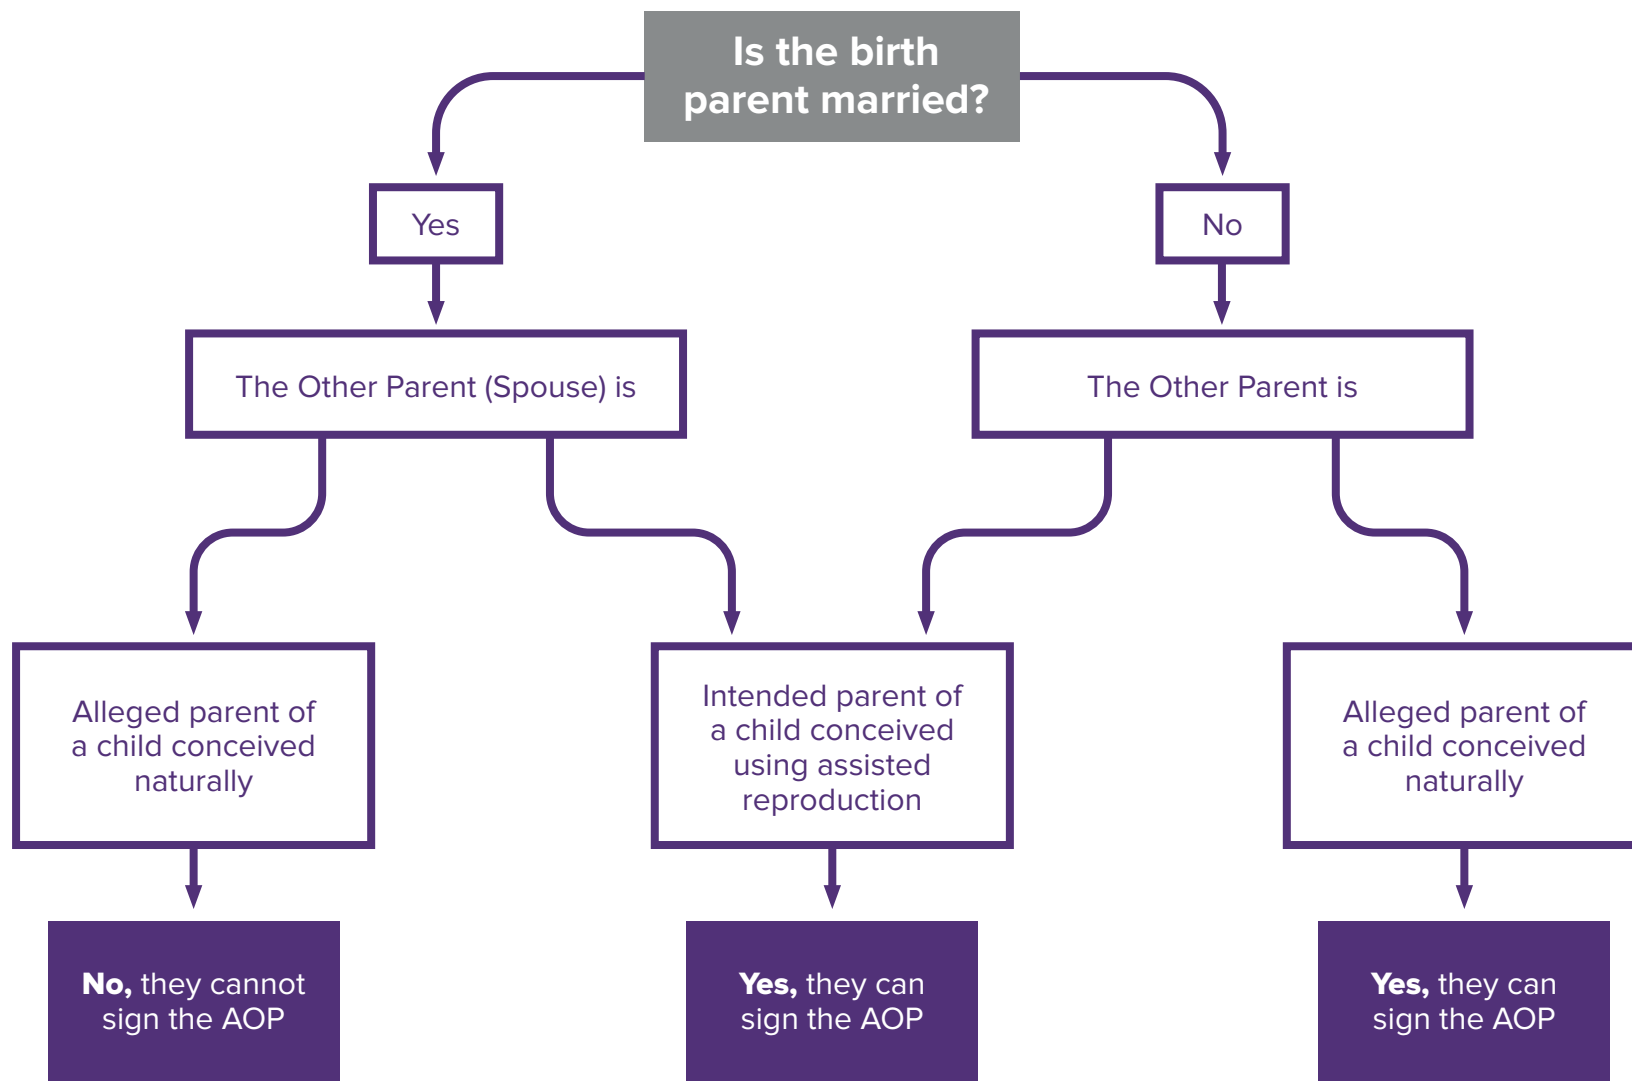 Is the birth
parent married?
Yes
No
The Other Parent (Spouse) is
The Other Parent is
Alleged parent of
a child conceived
naturally
Intended parent of
a child conceived
using assisted
reproduction
Alleged parent of
a child conceived
naturally
No, they cannot
sign the AOP
Yes, they can
sign the AOP
Yes, they can
sign the AOP